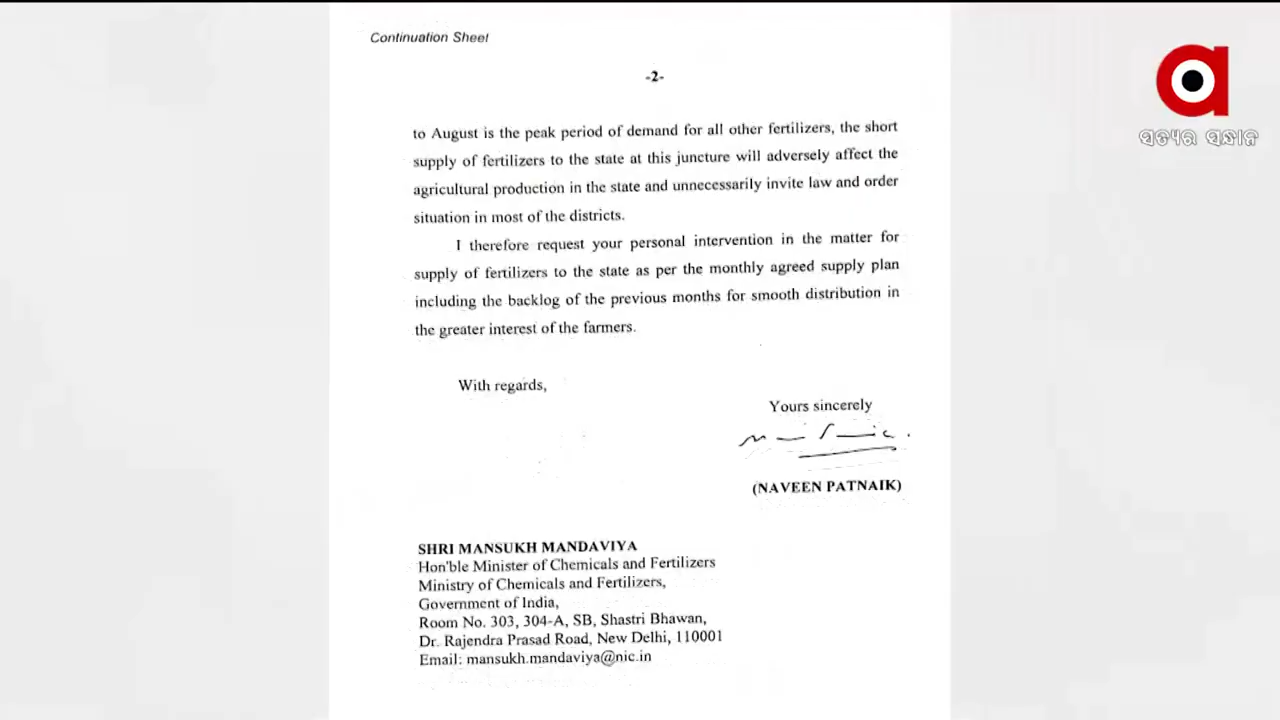 Continuation Sheet
-2-
to August is the peak period of demand for all other fertilizers, the short
supply of fertilizers to the state at this juncture will adversely affect the
agricultural production in the state and unnecessarily invite law and order
situation in most of the districts.
I therefore request your personal intervention in the matter for
supply of fertilizers to the state as per the monthly agreed supply plan
including the backlog of the previous months for smooth distribution in
the greater interest of the farmers.
With regards,
Yours sincerely
(NAVEEN PATNAIK)
SHRI MANSUKH MANDAVIYA
Hon'ble Minister of Chemicals and Fertilizers
Ministry of Chemicals and Fertilizers,
Government of India,
Room No. 303, 304-A, SB, Shastri Bhawan,
Dr. Rajendra Prasad Road, New Delhi, 110001
Email: mansukh.mandaviya@nic.in
ସତ୍ୟର ସନ୍ଧାନ